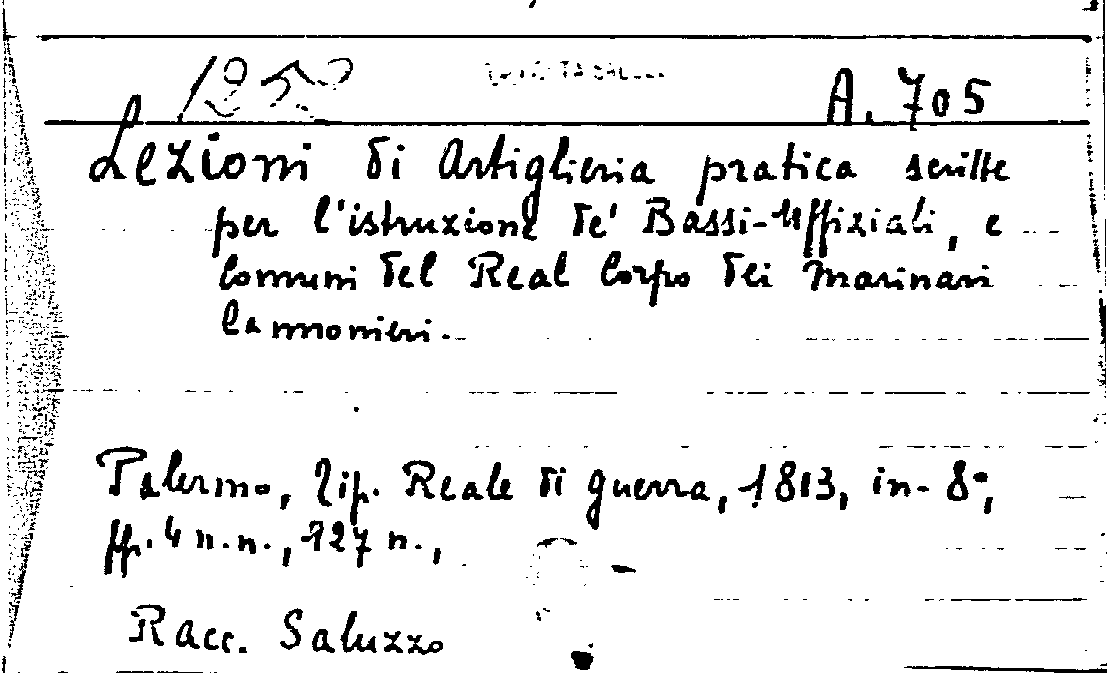 A. 705
Lezioni di Artiglieria pratica scritte
per l'istruzione de' Bassi-Uffiziali, e
Comuni del Real Corpo dei Marinari
Cannonieri.
Palermo, Tip. Reale di guerra, 1813, in-8°,
pp. 4 n.n., 127 n.,
Racc. Saluzzo